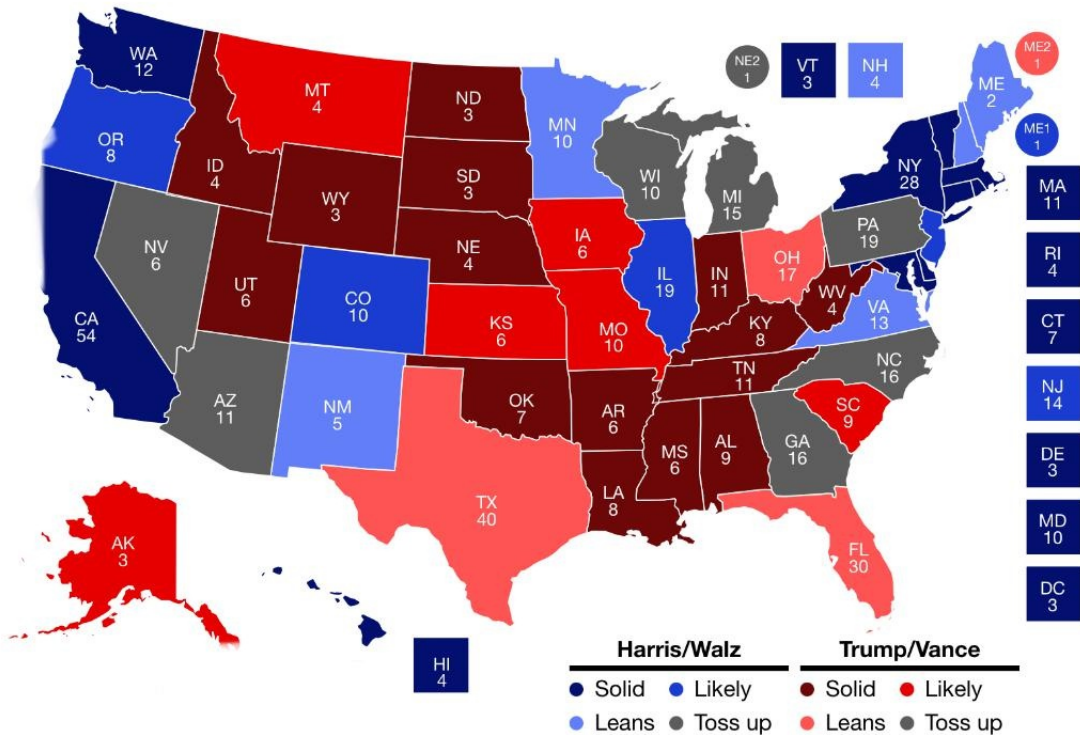 WA
12
OR
8
CA
54
NV
6
ID
4
MT
4
WY
3
UT
6
AZ
11
CO
10
NM
5
ND
3
SD
3
NE
4
KS
6
OK
7
TX
40
MN
10
IA
6
MO
10
AR
6
LA
8
WI
10
IL
19
MI
15
IN
11
OH
17
KY
8
TN
11
MS
6
AL
9
GA
16
FL
30
SC
9
NC
16
VA
13
WV
4
PA
19
NY
28
ME
2
NE2
1
VT
3
NH
4
ME2
1
ME1
1
MA
11
RI
4
CT
7
NJ
14
DE
3
MD
10
DC
3
AK
3
HI
4
Harris/Walz Trump/Vance
Solid Likely Solid Likely
Leans Toss up Leans Toss up